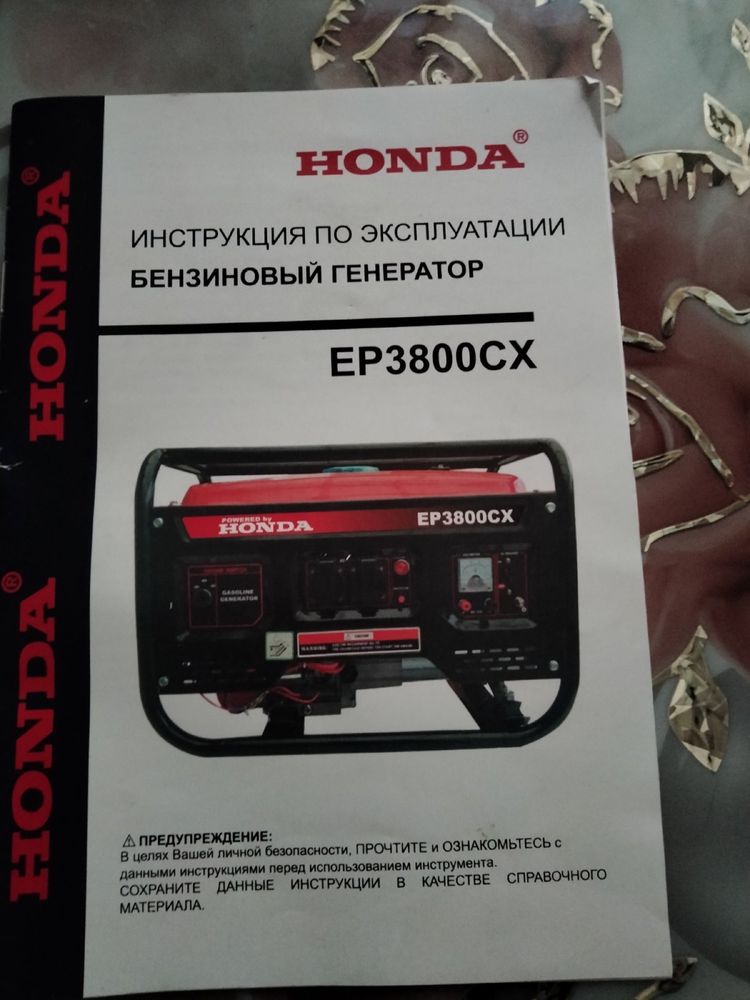 HONDA®
HONDA®
HONDA®
ИНСТРУКЦИЯ ПО ЭКСПЛУАТАЦИИ
БЕНЗИНОВЫЙ ГЕНЕРАТОР
EP3800CX
POWERED by
HONDA
EP3800CX
GASOLINE
GENERATOR
CAUTION
WARNING
⚠ ПРЕДУПРЕЖДЕНИЕ:
В целях Вашей личной безопасности, ПРОЧТИТЕ и ОЗНАКОМЬТЕСЬ с
данными инструкциями перед использованием инструмента.
СОХРАНИТЕ ДАННЫЕ ИНСТРУКЦИИ В КАЧЕСТВЕ СПРАВОЧНОГО
МАТЕРИАЛА.